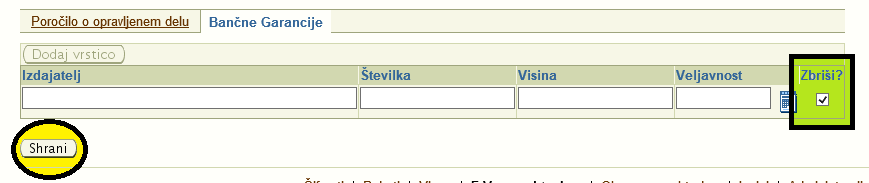 Poročilo o opravljenem delu Bančne Garancije
Dodaj vrstico
Izdajatelj Številka Visina Veljavnost Zbriši?
Shrani